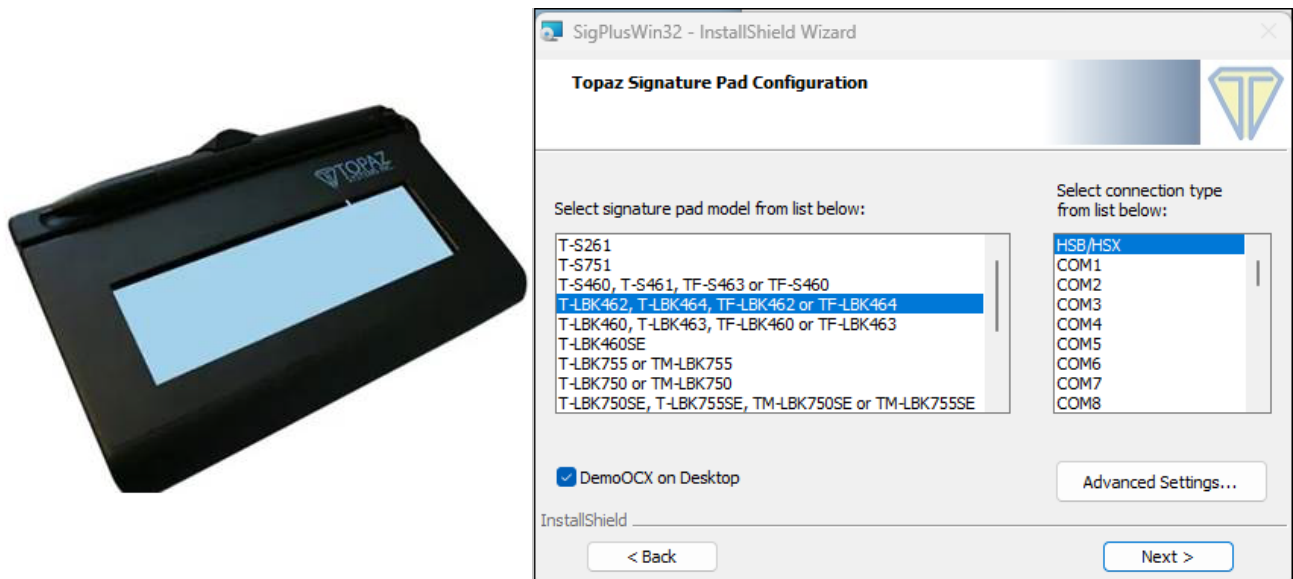 TOPAZ
SYSTEMS INC.
SigPlusWin32 - InstallShield Wizard
Topaz Signature Pad Configuration
Select signature pad model from list below:
T-S261
T-S751
T-S460, T-S461, TF-S463 or TF-S460
T-LBK462, T-LBK464, TF-LBK462 or TF-LBK464
T-LBK460, T-LBK463, TF-LBK460 or TF-LBK463
T-LBK460SE
T-LBK755 or TM-LBK755
T-LBK750 or TM-LBK750
T-LBK750SE, T-LBK755SE, TM-LBK750SE or TM-LBK755SE
Select connection type
from list below:
HSB/HSX
COM1
COM2
COM3
COM4
COM5
COM6
COM7
COM8
DemoOCX on Desktop
Advanced Settings...
InstallShield
< Back
Next >